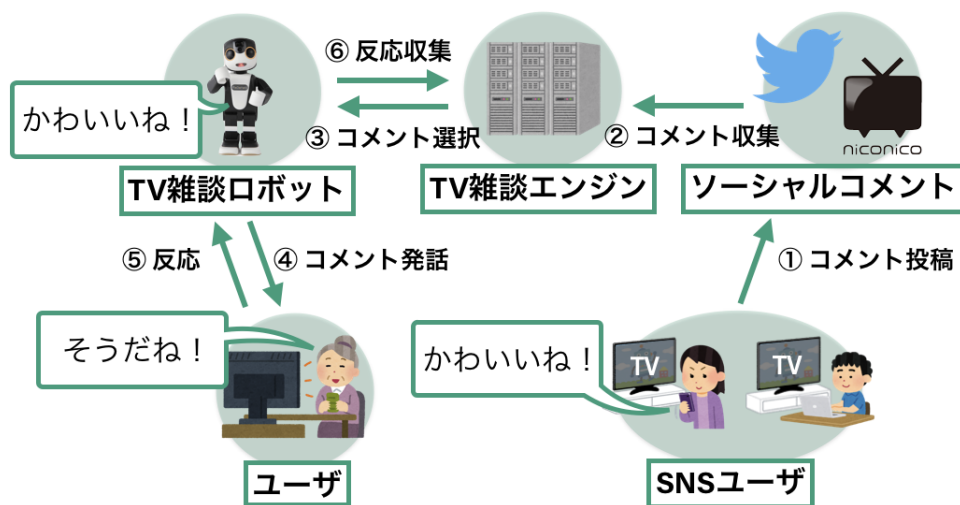 ⑥ 反応収集
かわいいね！
③ コメント選択
② コメント収集
niconico
TV雑談ロボット
TV雑談エンジン
ソーシャルコメント
⑤ 反応
④ コメント発話
① コメント投稿
そうだね！
かわいいね！
TV
TV
ユーザ
SNSユーザ